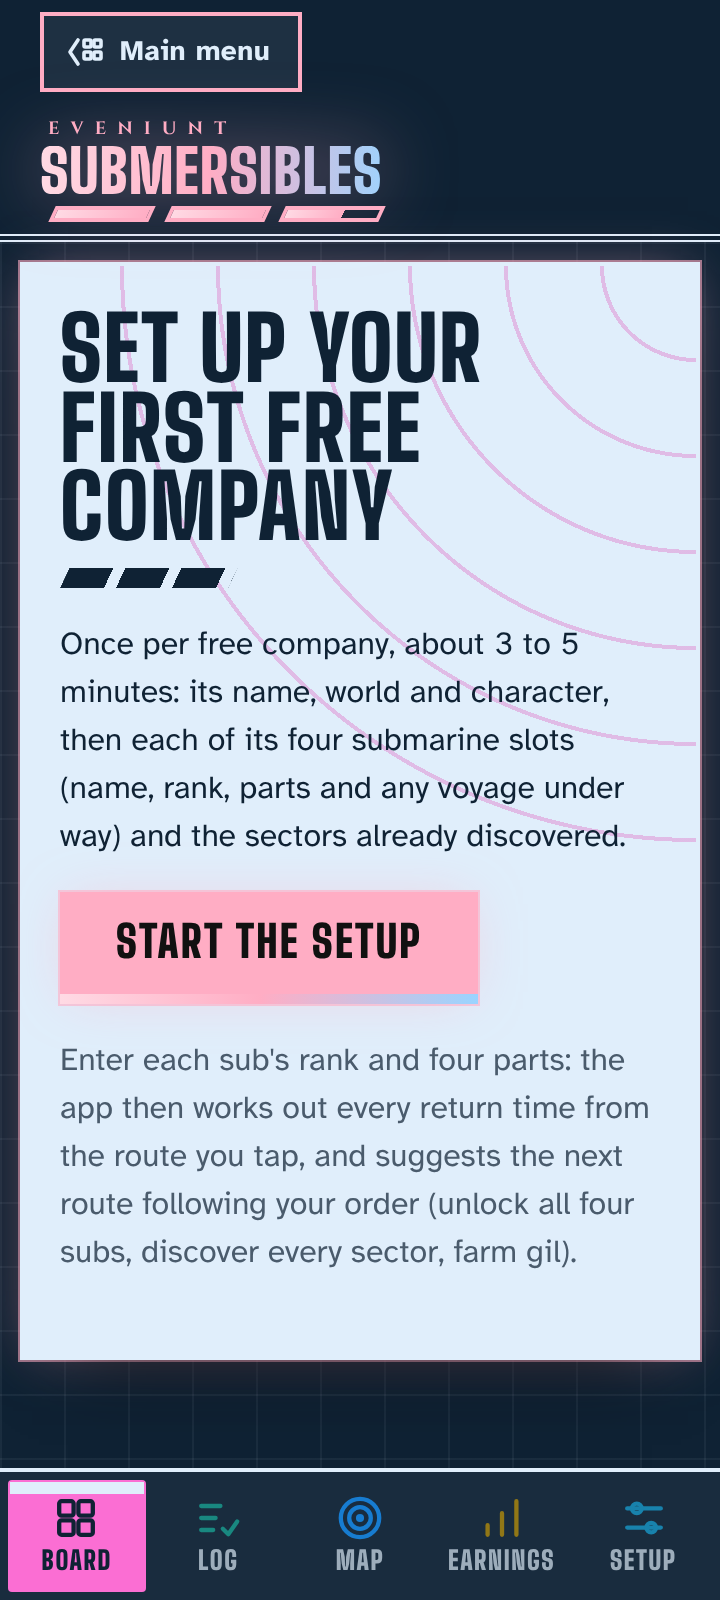 Main menu
EVENIUNT
SUBMERSIBLES
SET UP YOUR
FIRST FREE
COMPANY
Once per free company, about 3 to 5
minutes: its name, world and character,
then each of its four submarine slots
(name, rank, parts and any voyage under
way) and the sectors already discovered.
START THE SETUP
Enter each sub's rank and four parts: the
app then works out every return time from
the route you tap, and suggests the next
route following your order (unlock all four
subs, discover every sector, farm gil).
BOARD LOG MAP EARNINGS SETUP